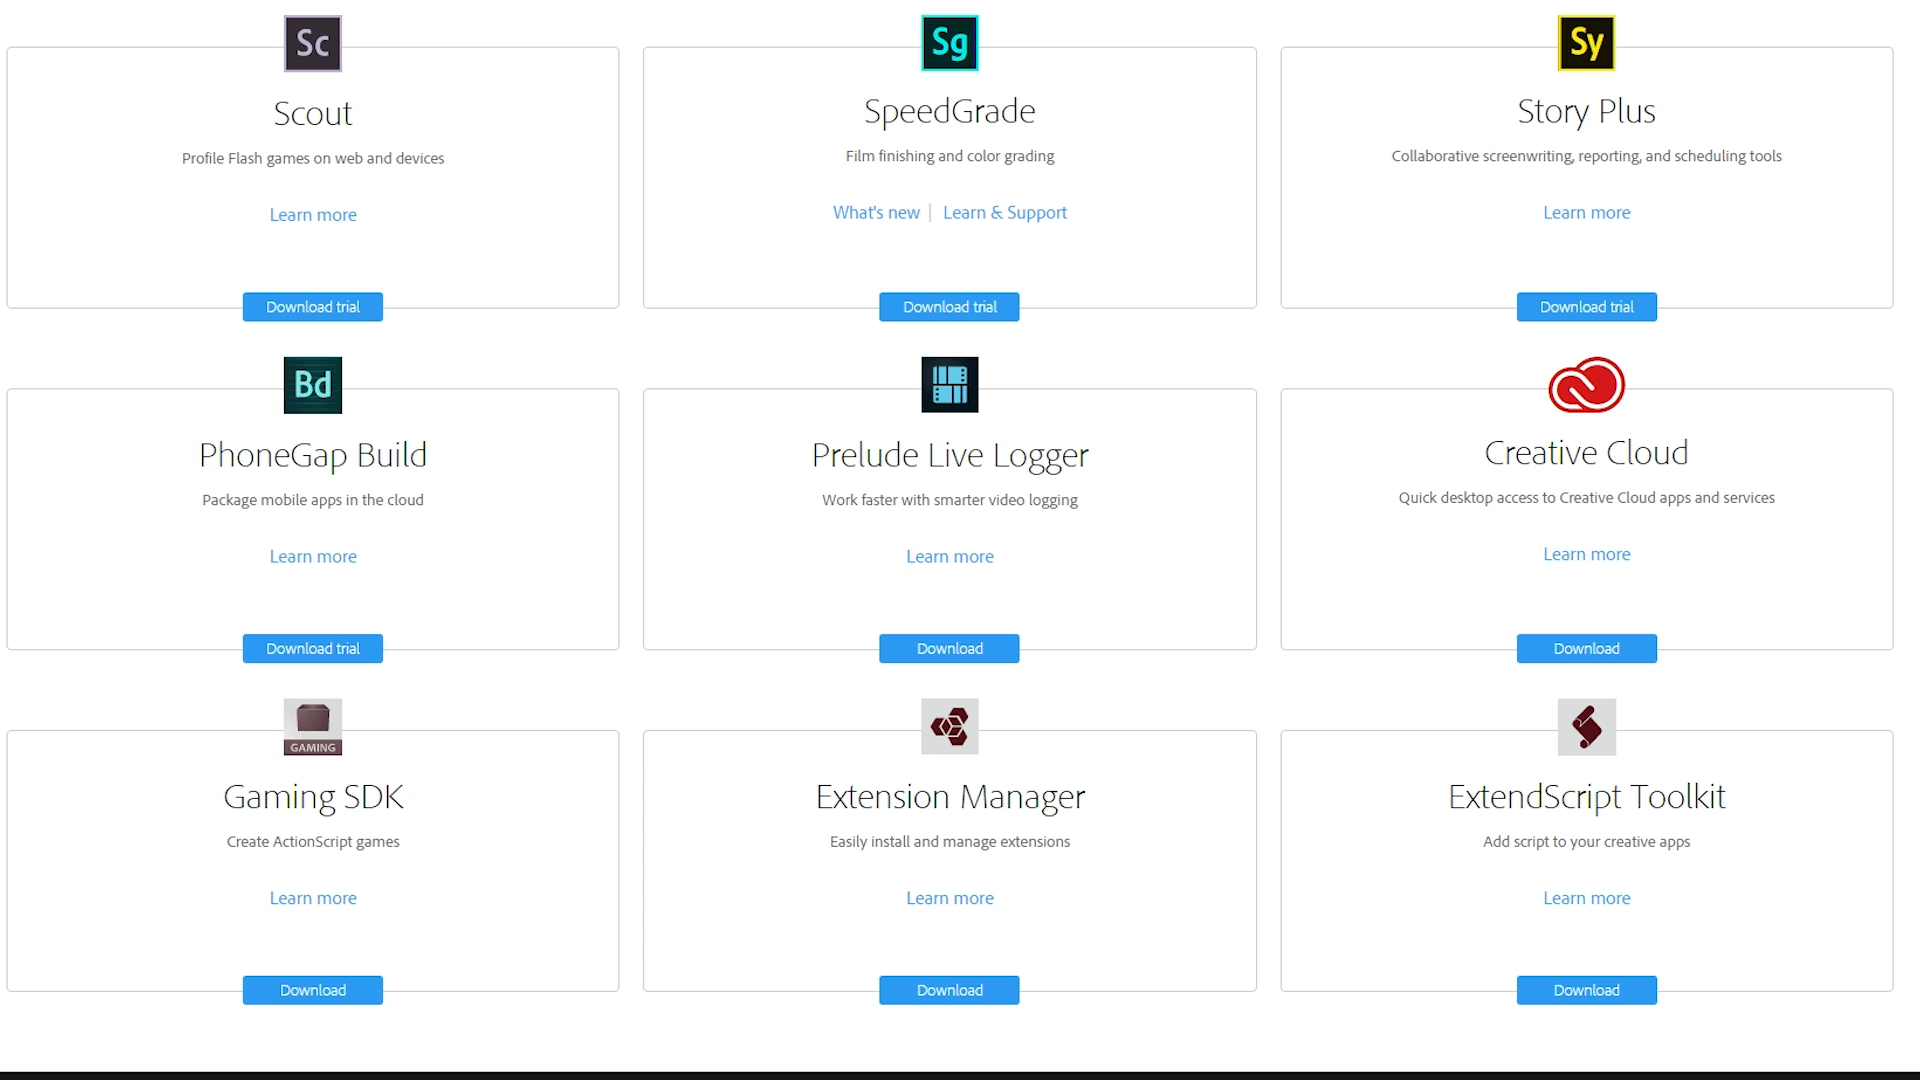 Sc
Scout
Profile Flash games on web and devices
Learn more
Download trial
Sg
SpeedGrade
Film finishing and color grading
What's new | Learn & Support
Download trial
Sy
Story Plus
Collaborative screenwriting, reporting, and scheduling tools
Learn more
Download trial
Bd
PhoneGap Build
Package mobile apps in the cloud
Learn more
Download trial
Prelude Live Logger
Work faster with smarter video logging
Learn more
Download
Creative Cloud
Quick desktop access to Creative Cloud apps and services
Learn more
Download
GAMING
Gaming SDK
Create ActionScript games
Learn more
Download
Extension Manager
Easily install and manage extensions
Learn more
Download
ExtendScript Toolkit
Add script to your creative apps
Learn more
Download